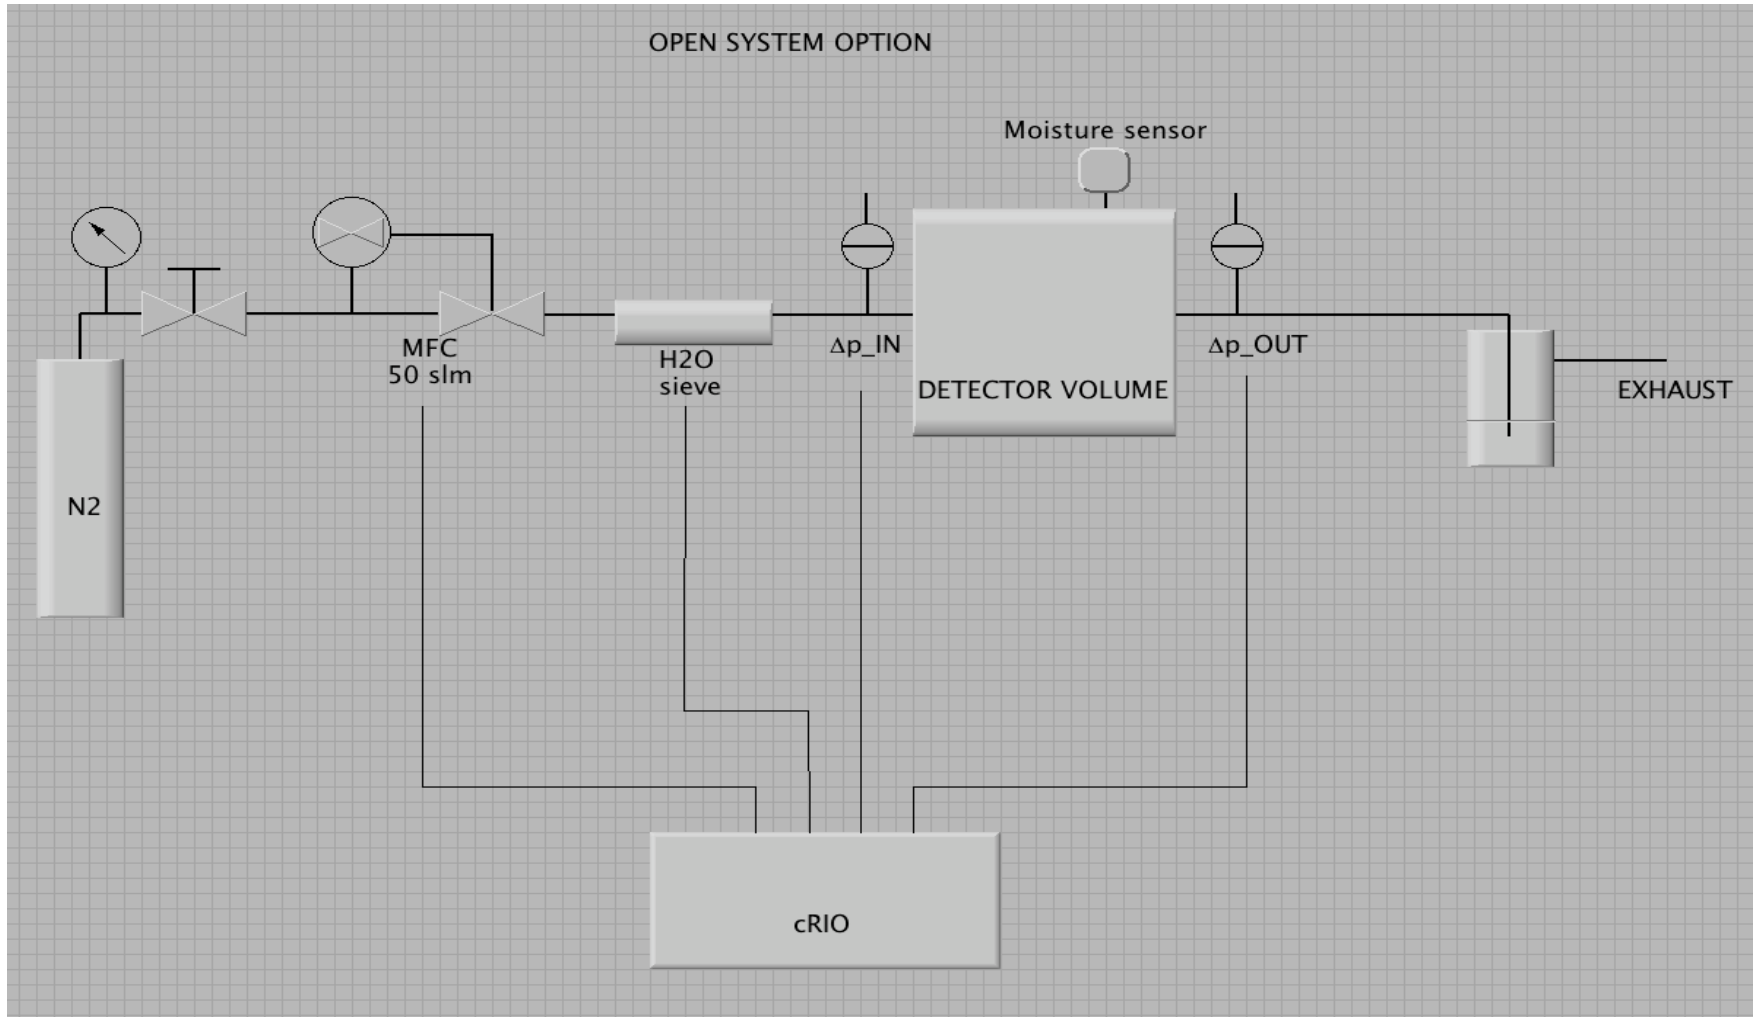 OPEN SYSTEM OPTION
Moisture sensor
MFC
50 slm
H2O
sieve
Δp_IN
DETECTOR VOLUME
Δp_OUT
EXHAUST
N2
cRIO